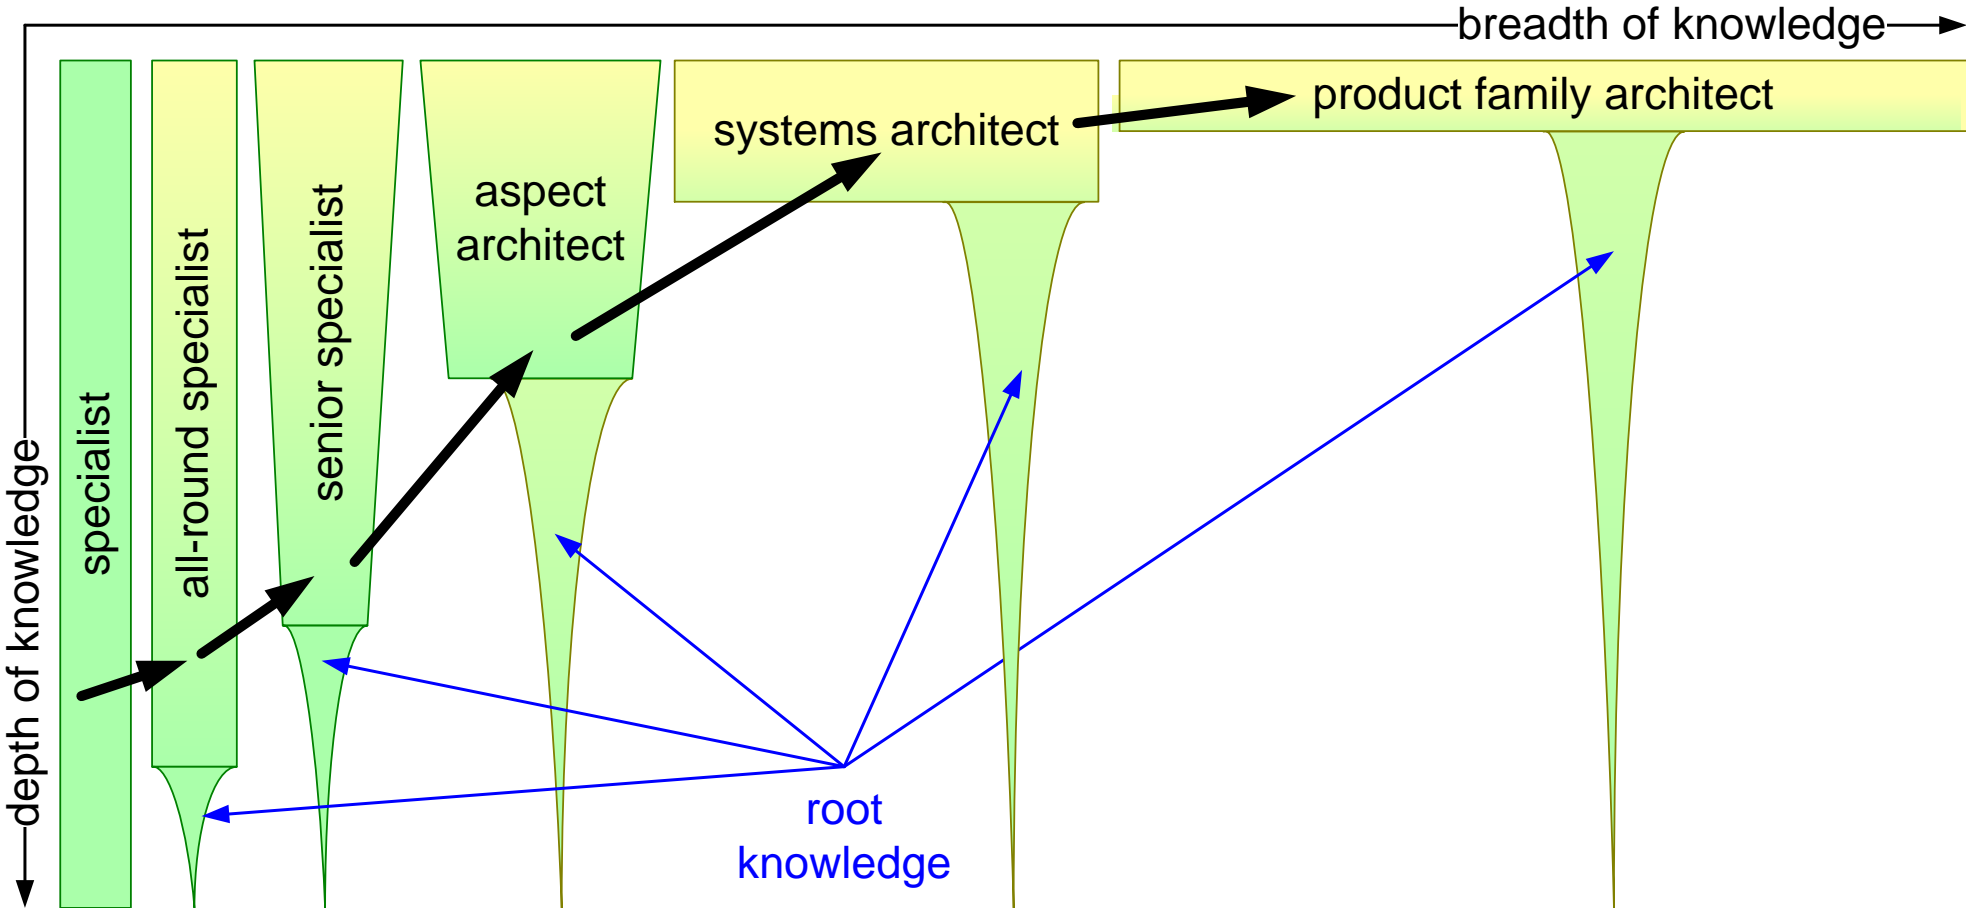 breadth of knowledge
depth of knowledge
specialist
all-round specialist
senior specialist
aspect
architect
systems architect
product family architect
root
knowledge